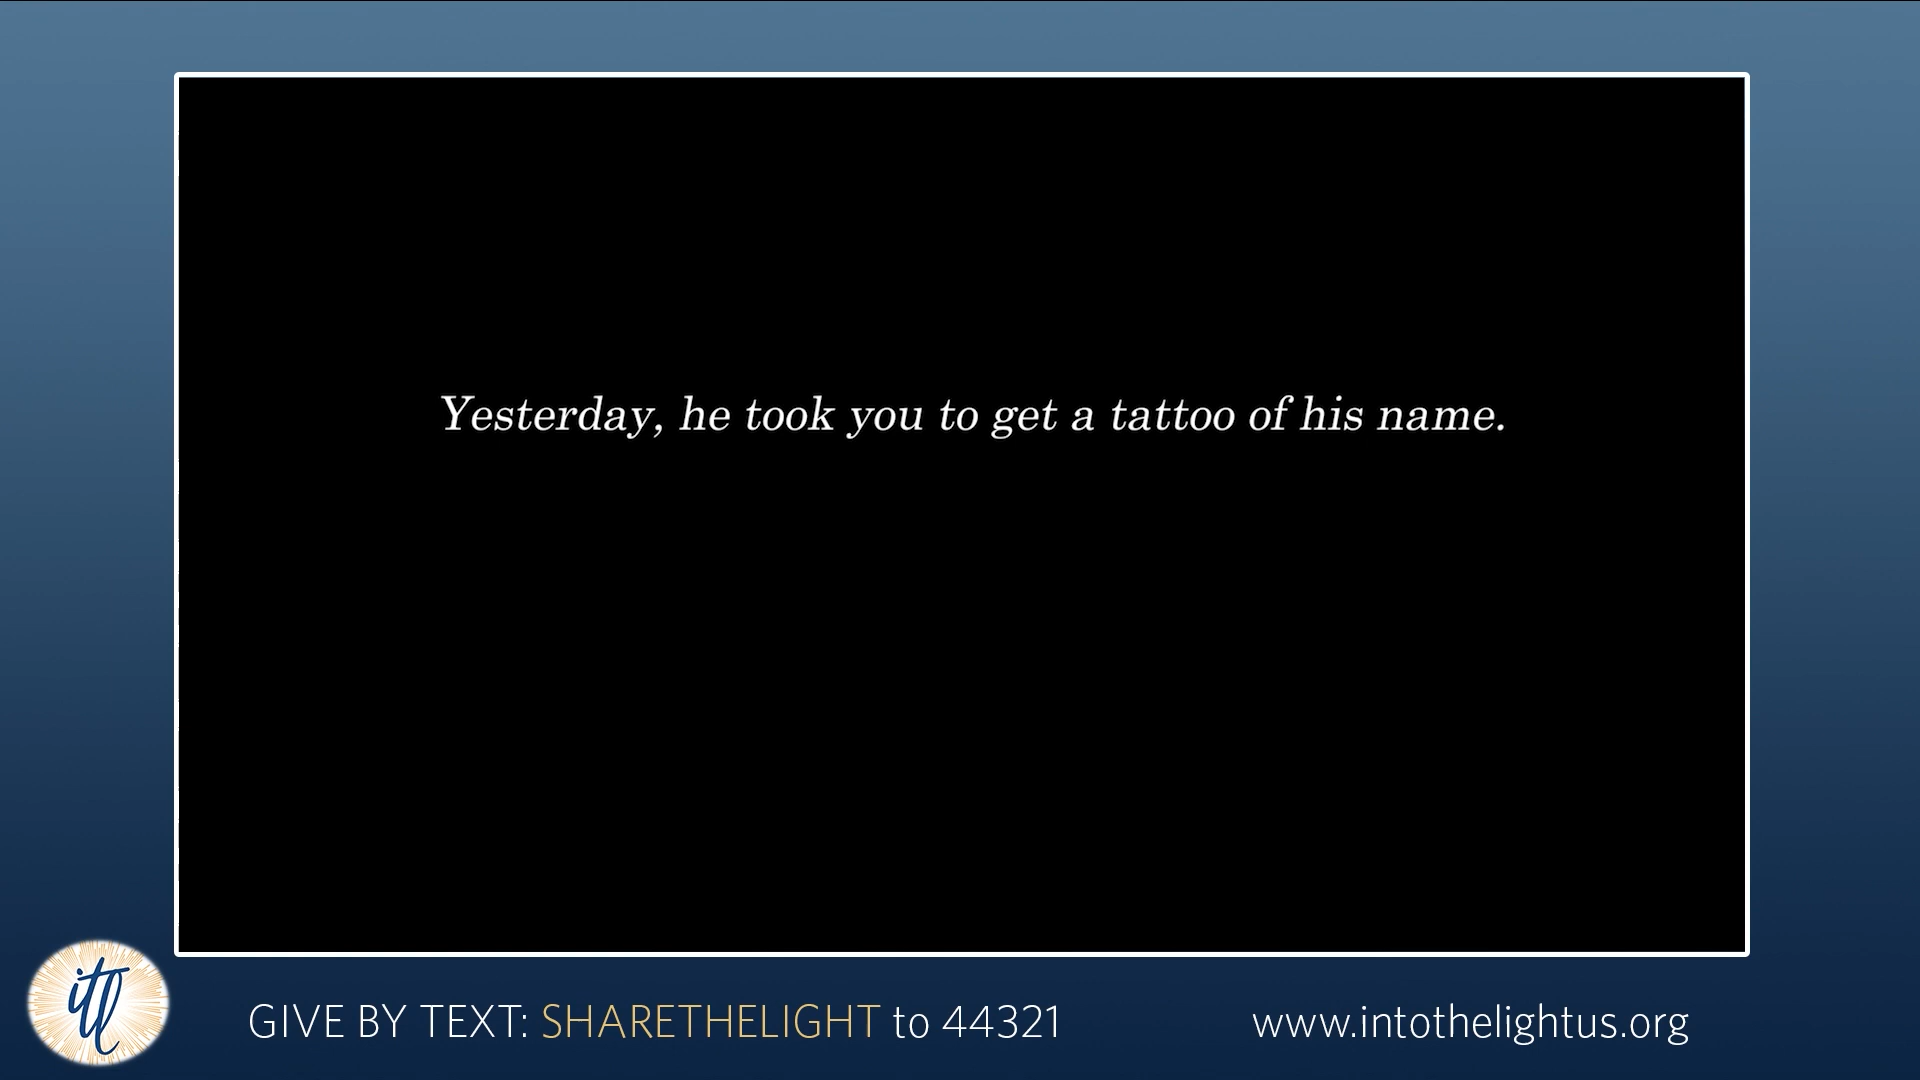 Yesterday, he took you to get a tattoo of his name.
itl
GIVE BY TEXT: SHARETHELIGHT to 44321
www.intothelightus.org